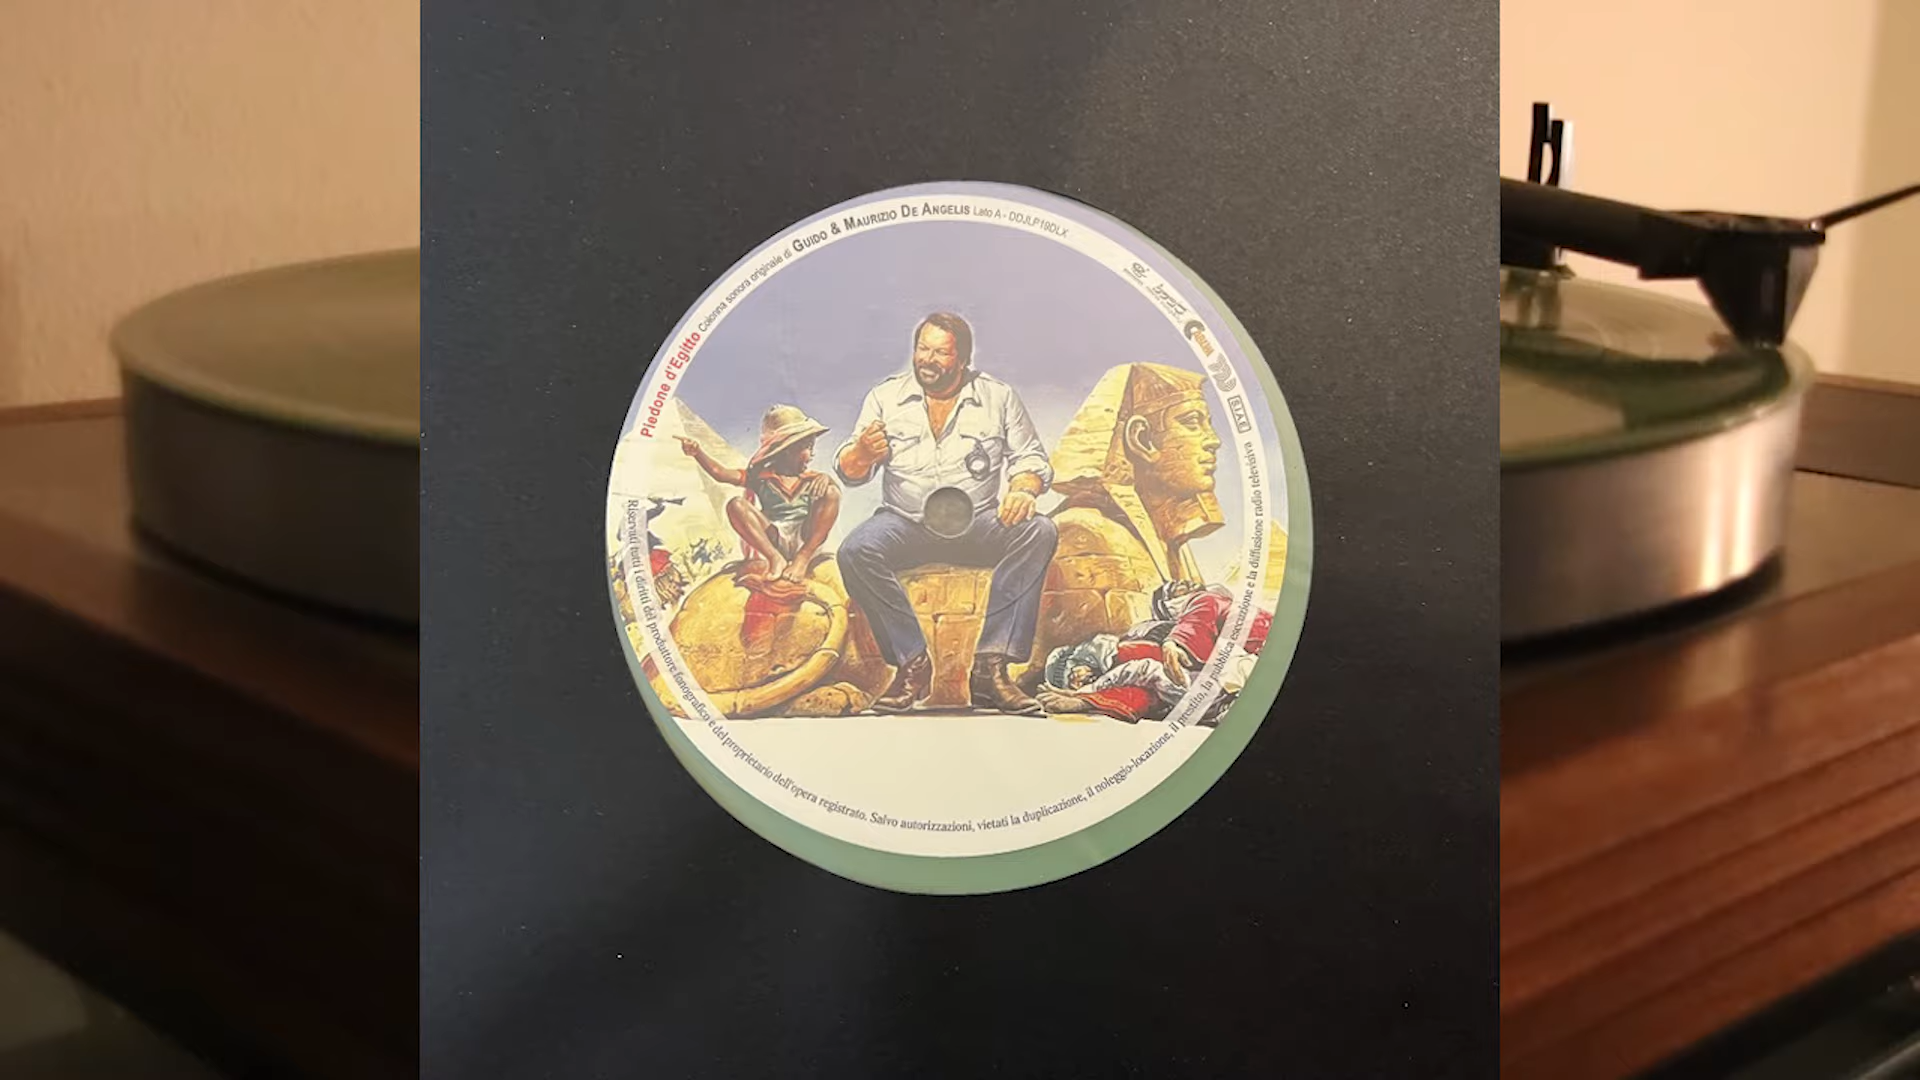 Piedone d'Egitto Colonna sonora originale di GUIDO & MAURIZIO DE ANGELIS Lato A - DDJLP19DLX
S.I.A.E.
Riservati tutti i diritti del produttore fonografico e del proprietario dell'opera registrato. Salvo autorizzazioni, vietati la duplicazione, il noleggio-locazione, il prestito, la pubblica esecuzione e la diffusione radio televisiva